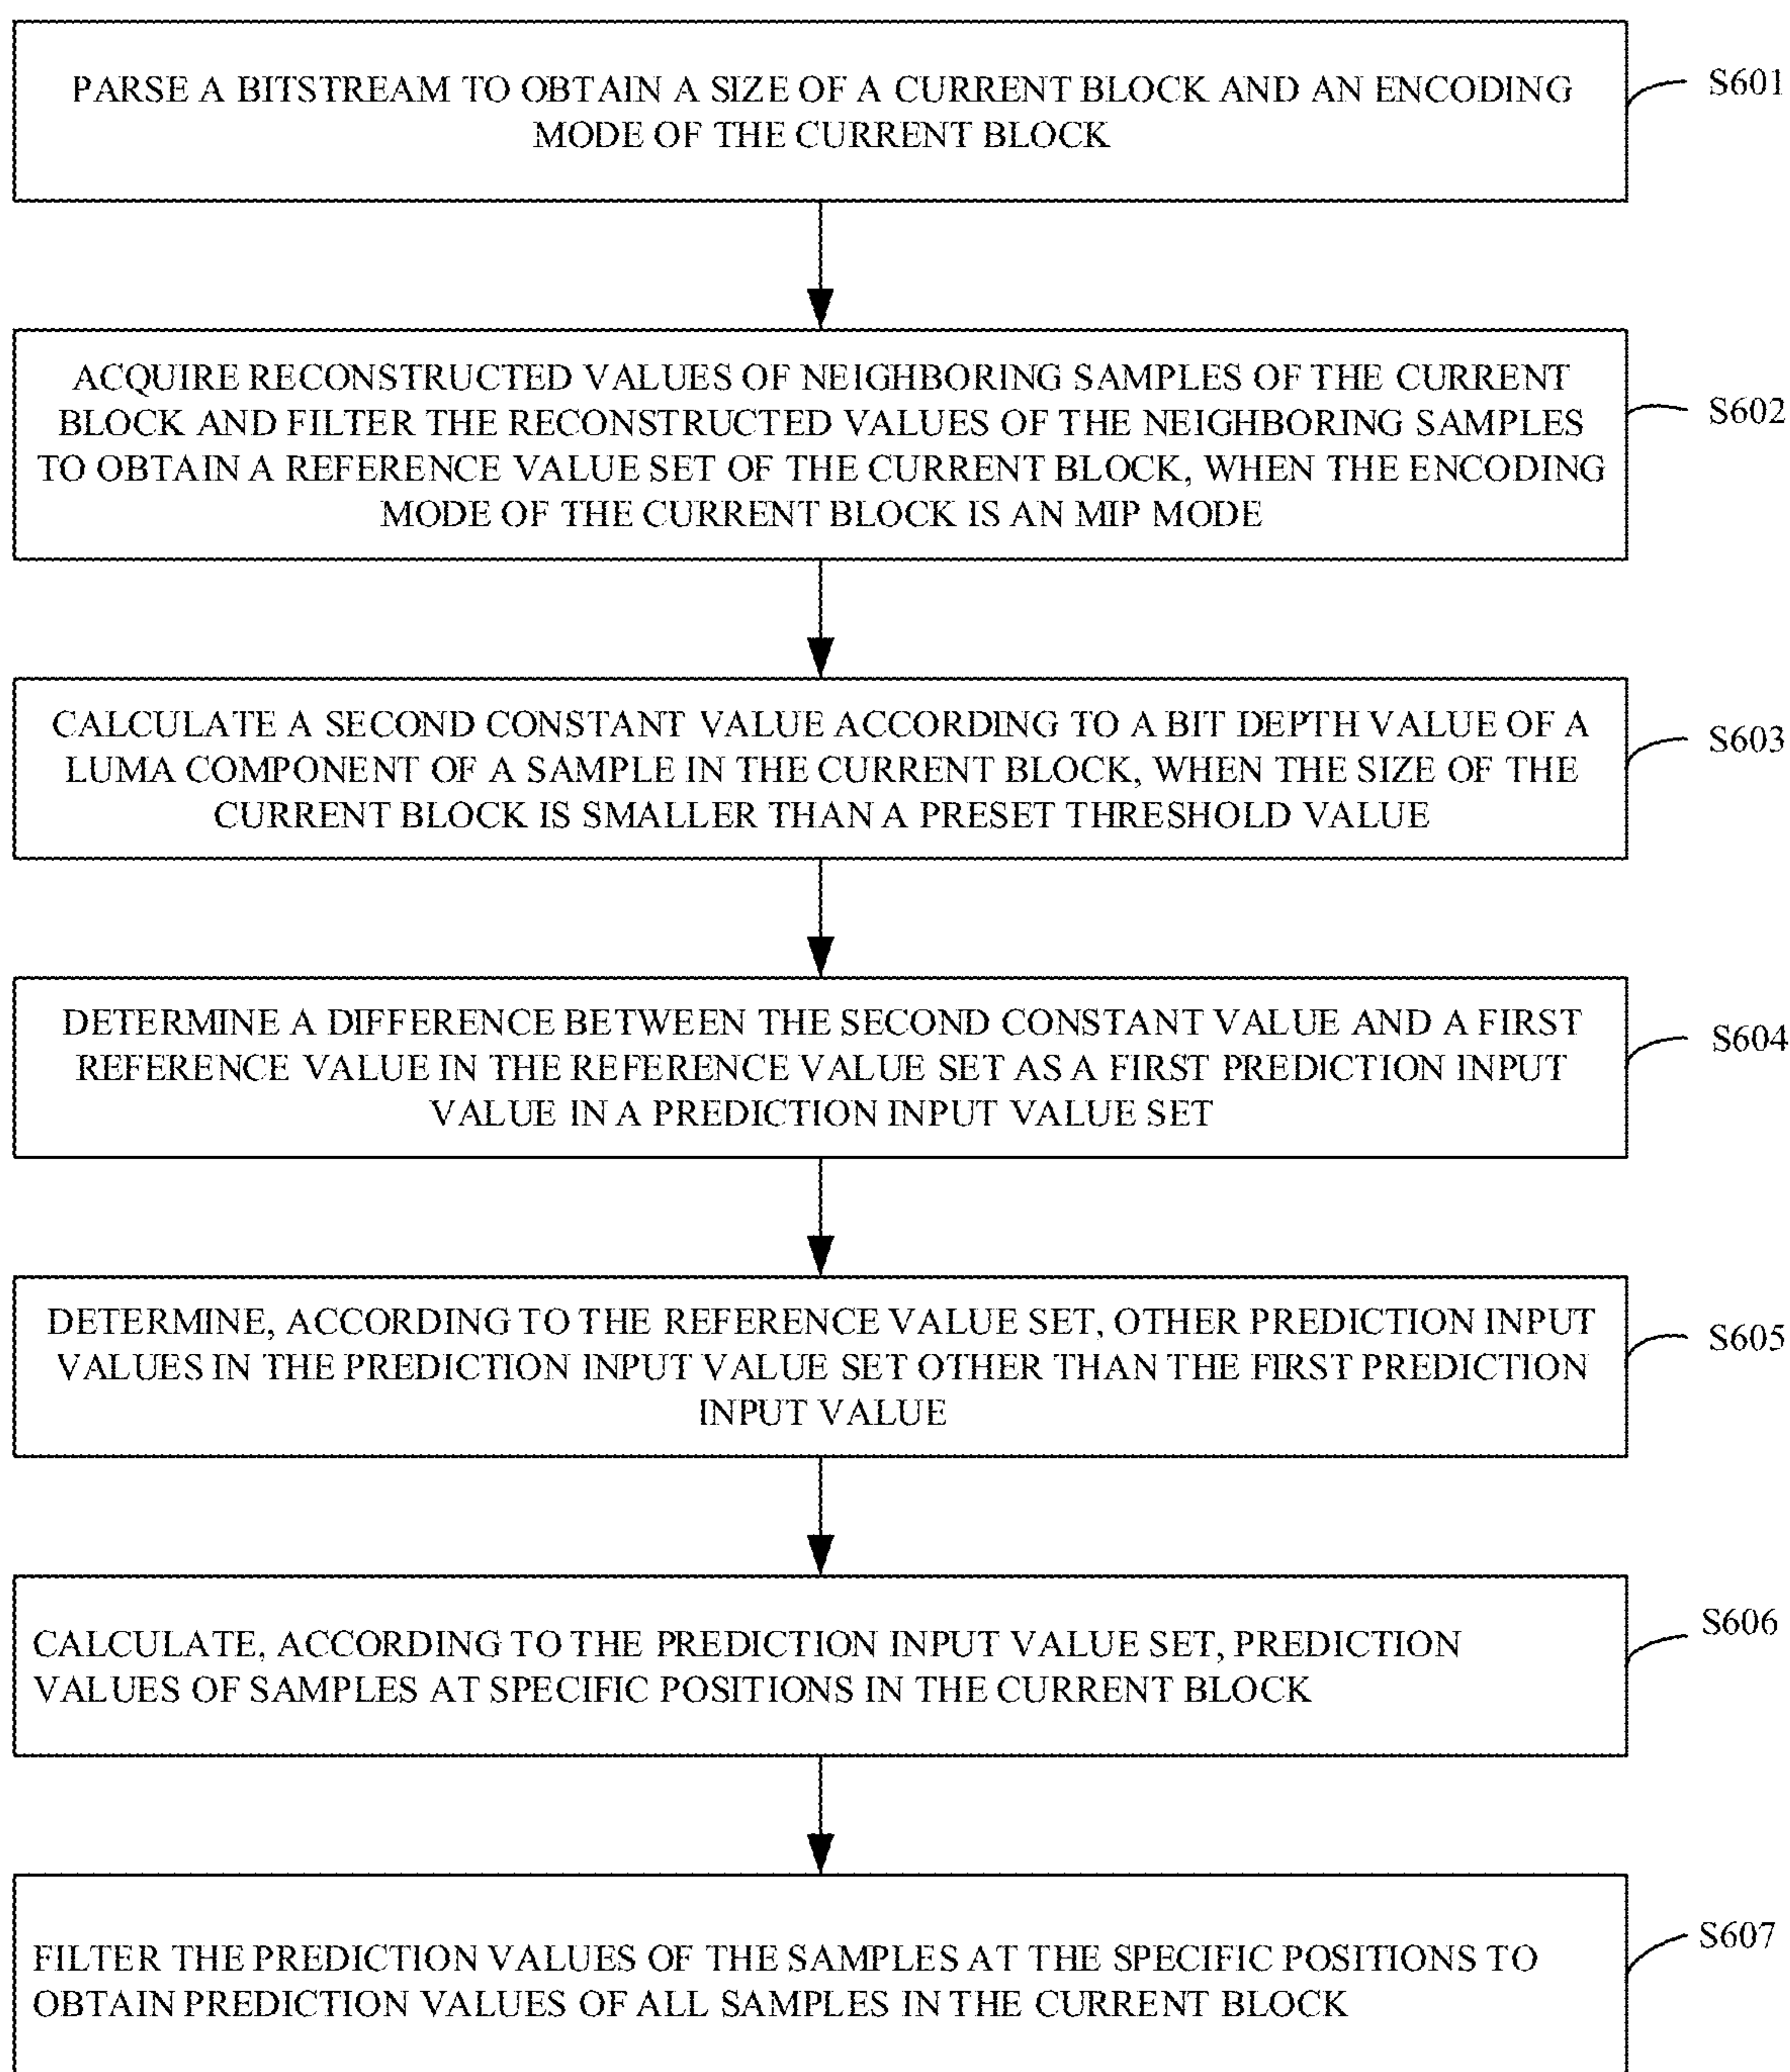 PARSE A BITSTREAM TO OBTAIN A SIZE OF A CURRENT BLOCK AND AN ENCODING
MODE OF THE CURRENT BLOCK
S601
ACQUIRE RECONSTRUCTED VALUES OF NEIGHBORING SAMPLES OF THE CURRENT
BLOCK AND FILTER THE RECONSTRUCTED VALUES OF THE NEIGHBORING SAMPLES
TO OBTAIN A REFERENCE VALUE SET OF THE CURRENT BLOCK, WHEN THE ENCODING
MODE OF THE CURRENT BLOCK IS AN MIP MODE
S602
CALCULATE A SECOND CONSTANT VALUE ACCORDING TO A BIT DEPTH VALUE OF A
LUMA COMPONENT OF A SAMPLE IN THE CURRENT BLOCK, WHEN THE SIZE OF THE
CURRENT BLOCK IS SMALLER THAN A PRESET THRESHOLD VALUE
S603
DETERMINE A DIFFERENCE BETWEEN THE SECOND CONSTANT VALUE AND A FIRST
REFERENCE VALUE IN THE REFERENCE VALUE SET AS A FIRST PREDICTION INPUT
VALUE IN A PREDICTION INPUT VALUE SET
S604
DETERMINE, ACCORDING TO THE REFERENCE VALUE SET, OTHER PREDICTION INPUT
VALUES IN THE PREDICTION INPUT VALUE SET OTHER THAN THE FIRST PREDICTION
INPUT VALUE
S605
CALCULATE, ACCORDING TO THE PREDICTION INPUT VALUE SET, PREDICTION
VALUES OF SAMPLES AT SPECIFIC POSITIONS IN THE CURRENT BLOCK
S606
FILTER THE PREDICTION VALUES OF THE SAMPLES AT THE SPECIFIC POSITIONS TO
OBTAIN PREDICTION VALUES OF ALL SAMPLES IN THE CURRENT BLOCK
S607